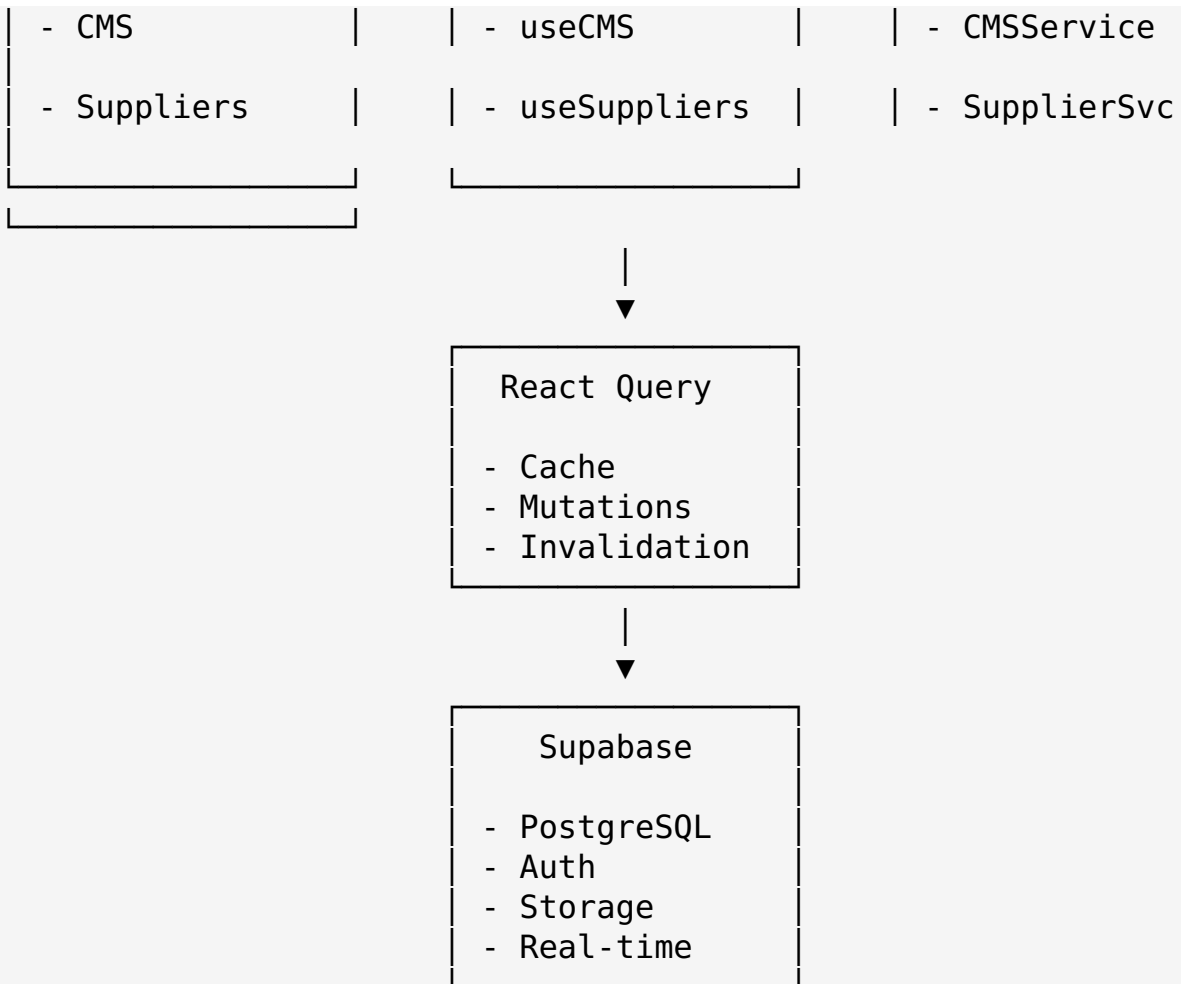 - CMS - useCMS - CMSService
- Suppliers - useSuppliers - SupplierSvc
React Query
- Cache
- Mutations
- Invalidation
Supabase
- PostgreSQL
- Auth
- Storage
- Real-time